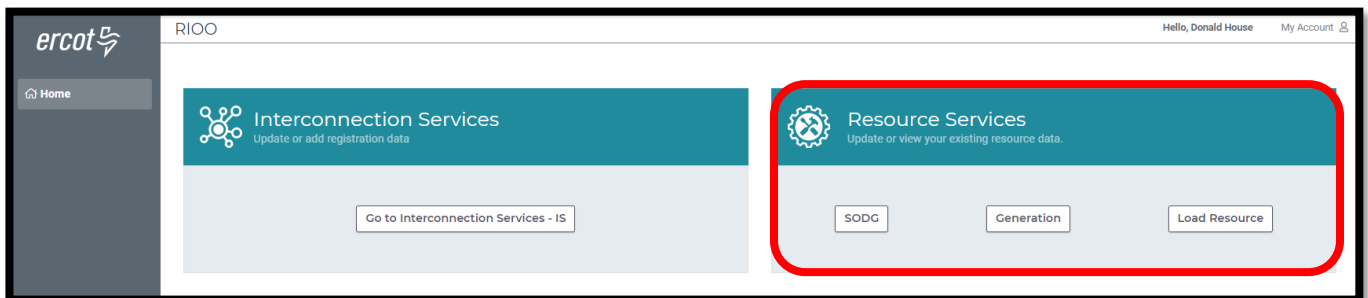 ercot
RIOO
Hello, Donald House
My Account
Home
Interconnection Services
Update or add registration data
Go to Interconnection Services - IS
Resource Services
Update or view your existing resource data.
SODG
Generation
Load Resource